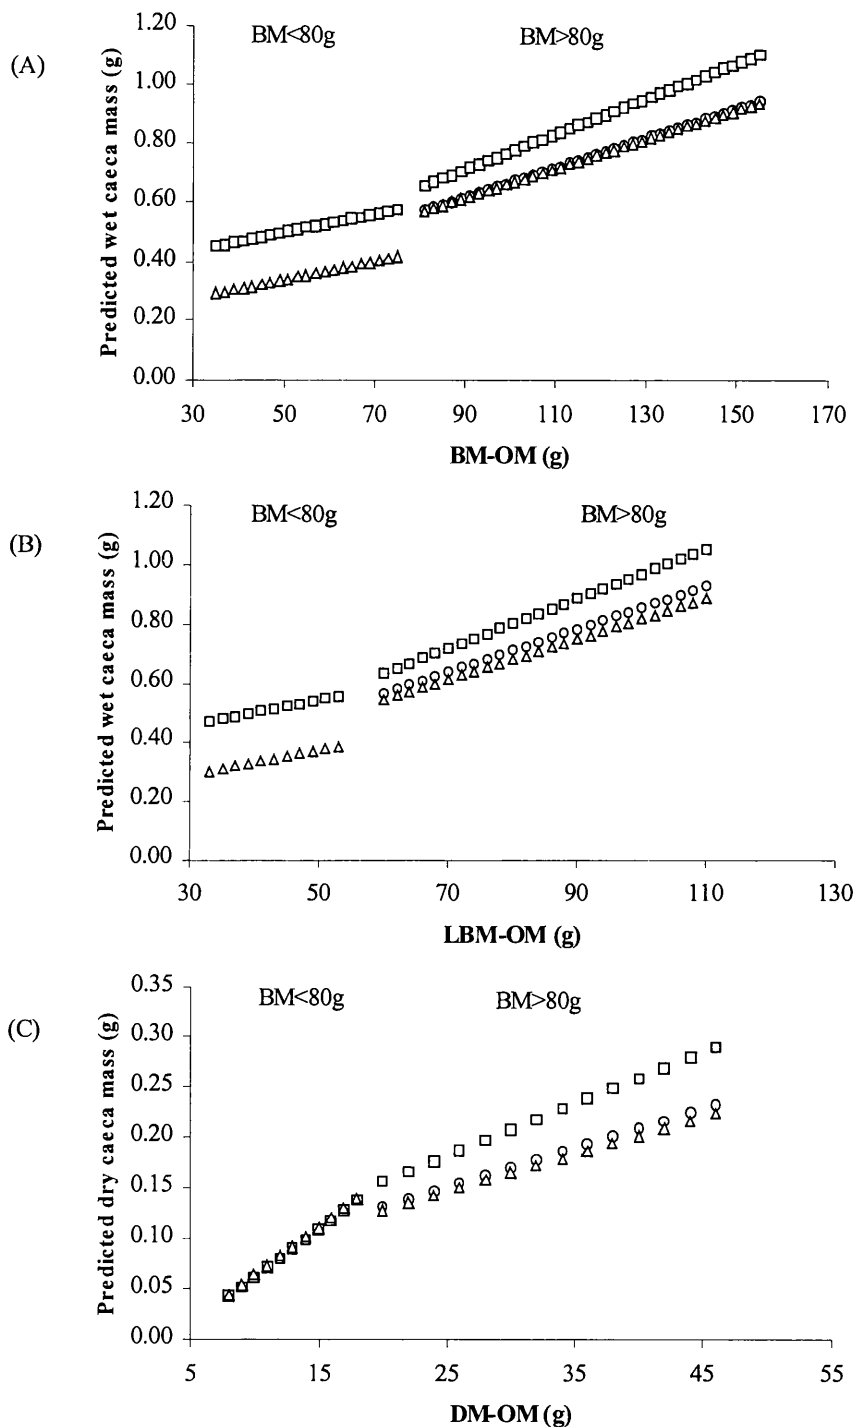 (A)
BM<80g BM>80g
Predicted wet caeca mass (g)
1.20
1.00
0.80
0.60
0.40
0.20
0.00
30 50 70 90 110 130 150 170
BM-OM (g)
(B)
BM<80g BM>80g
Predicted wet caeca mass (g)
1.20
1.00
0.80
0.60
0.40
0.20
0.00
30 50 70 90 110 130
LBM-OM (g)
(C)
BM<80g BM>80g
Predicted dry caeca mass (g)
0.35
0.30
0.25
0.20
0.15
0.10
0.05
0.00
5 15 25 35 45 55
DM-OM (g)